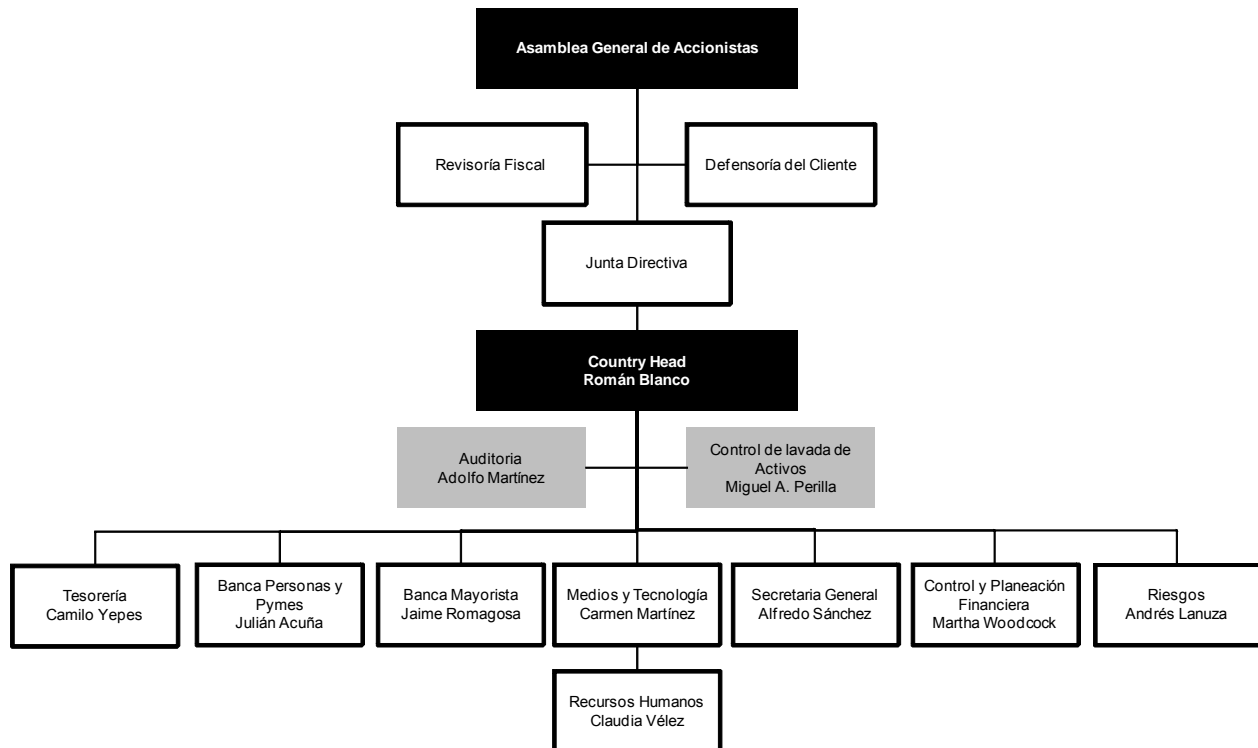 Asamblea General de Accionistas
Revisoría Fiscal
Defensoría del Cliente
Junta Directiva
Country Head
Román Blanco
Auditoria
Adolfo Martínez
Control de lavada de
Activos
Miguel A. Perilla
Tesorería
Camilo Yepes
Banca Personas y
Pymes
Julián Acuña
Banca Mayorista
Jaime Romagosa
Medios y Tecnología
Carmen Martínez
Secretaria General
Alfredo Sánchez
Control y Planeación
Financiera
Martha Woodcock
Riesgos
Andrés Lanuza
Recursos Humanos
Claudia Vélez